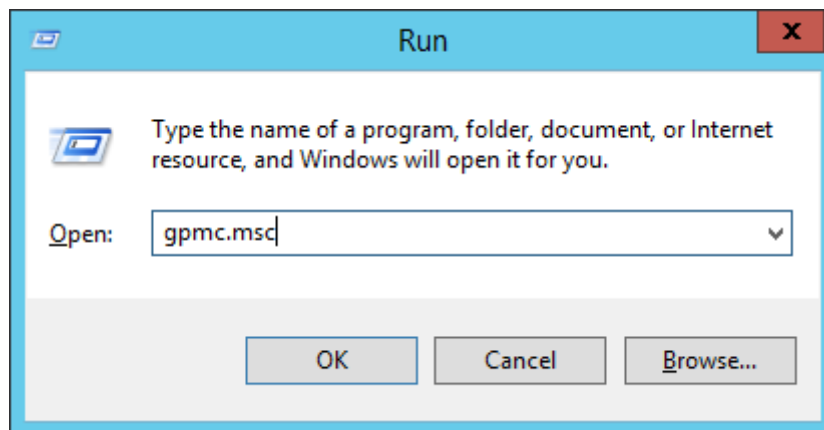 Run
x
Type the name of a program, folder, document, or Internet
resource, and Windows will open it for you.
Open: gpmc.msc
OK Cancel Browse...